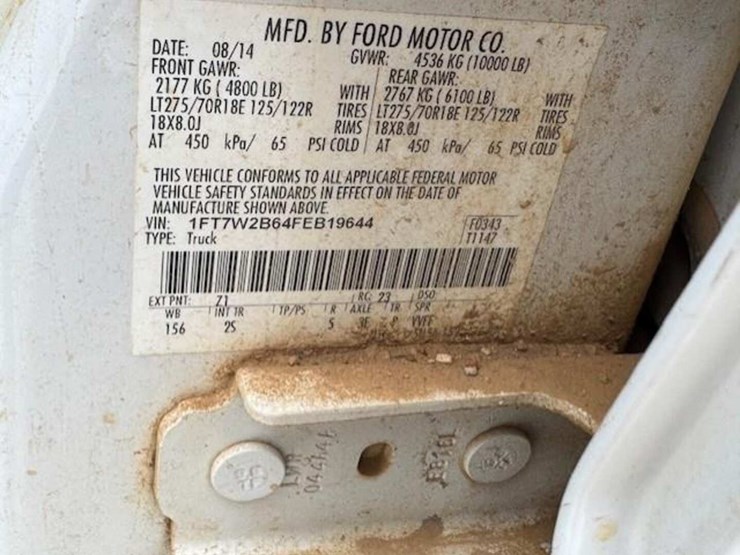 MFD. BY FORD MOTOR CO.
DATE: 08/14 GVWR: 4536 KG (10000 LB)
FRONT GAWR: REAR GAWR:
2177 KG ( 4800 LB) WITH 2767 KG ( 6100 LB) WITH
LT275/70R18E 125/122R TIRES LT275/70R18E 125/122R TIRES
18X8.0J RIMS 18X8.0J RIMS
AT 450 kPa/ 65 PSI COLD AT 450 kPa/ 65 PSI COLD
THIS VEHICLE CONFORMS TO ALL APPLICABLE FEDERAL MOTOR
VEHICLE SAFETY STANDARDS IN EFFECT ON THE DATE OF
MANUFACTURE SHOWN ABOVE.
VIN: 1FT7W2B64FEB19644 F0343
TYPE: Truck T1147
EXT PNT: Z1 RC: 23 DSO:
WB INT TR TP/PS R AXLE TR SPR
156 2S 5 3E P VVFF